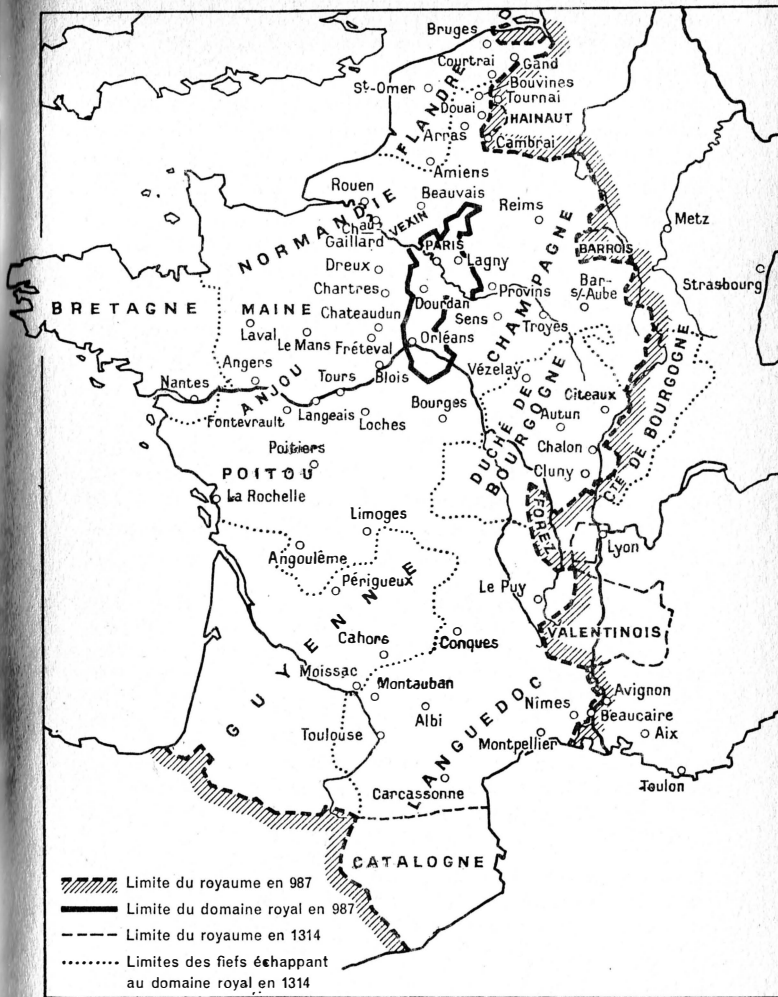 Bruges
Courtrai
Gand
Bouvines
St-Omer
Tournai
Douai
HAINAUT
FLANDRE
Arras
Cambrai
Amiens
Rouen
Beauvais
Reims
Metz
Chau-
Gaillard
VEXIN
NORMANDIE
PARIS
BARROIS
Lagny
Dreux
Strasbourg
CHAMPAGNE
Provins
Bar-
s/-Aube
Chartres
Dourdan
BRETAGNE
MAINE
Chateaudun
Sens
Troyes
Laval
Le Mans
Fréteval
Orléans
Angers
Vézelay
Nantes
ANJOU
Tours
Blois
Citeaux
Fontevrault
Langeais
Loches
Bourges
Autun
DUCHÉ DE
BOURGOGNE
CTÉ DE BOURGOGNE
Poitiers
Chalon
POITOU
Cluny
La Rochelle
FOREZ
Limoges
Lyon
Angoulême
Périgueux
Le Puy
VALENTINOIS
GUYENNE
Cahors
Conques
Moissac
Montauban
Avignon
Nimes
Albi
Beaucaire
Toulouse
LANGUEDOC
Montpellier
Aix
Carcassonne
Toulon
CATALOGNE
Limite du royaume en 987
Limite du domaine royal en 987
Limite du royaume en 1314
Limites des fiefs échappant
au domaine royal en 1314